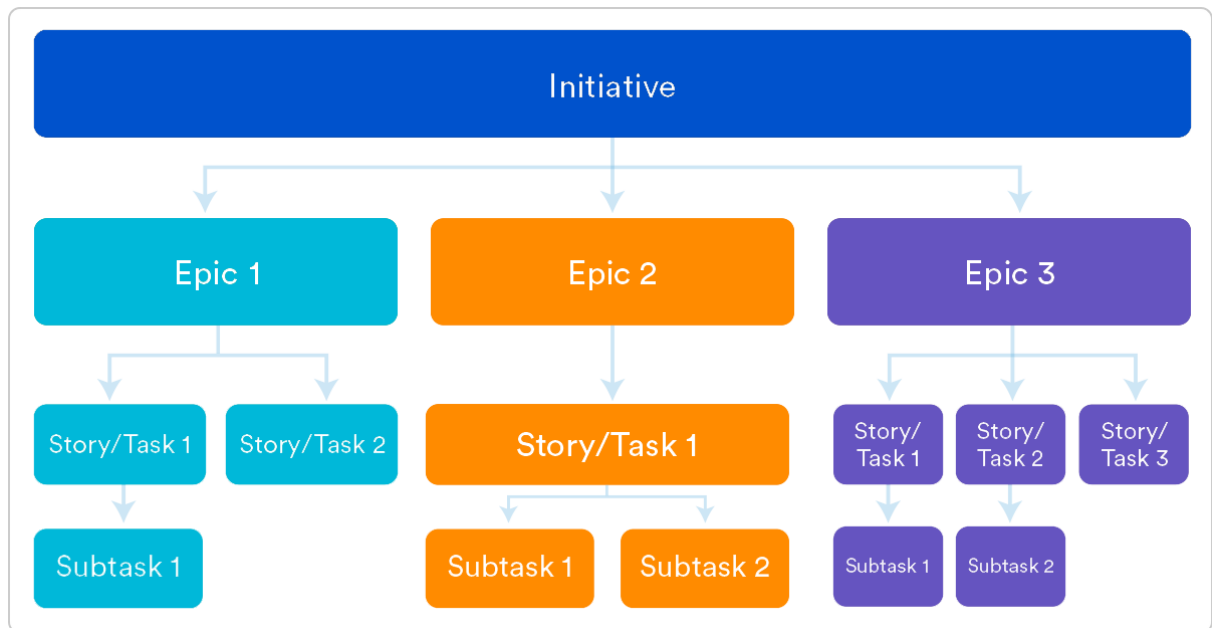 Initiative
Epic 1
Epic 2
Epic 3
Story/Task 1
Story/Task 2
Story/Task 1
Story/
Task 1
Story/
Task 2
Story/
Task 3
Subtask 1
Subtask 1
Subtask 2
Subtask 1
Subtask 2